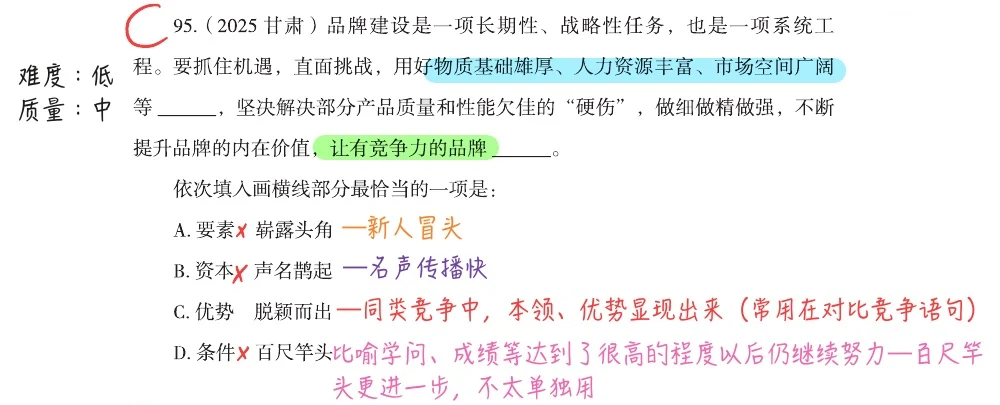 C 95.（2025 甘肃）品牌建设是一项长期性、战略性任务，也是一项系统工
难度：低 程。要抓住机遇，直面挑战，用好物质基础雄厚、人力资源丰富、市场空间广阔
质量：中 等______，坚决解决部分产品质量和性能欠佳的“硬伤”，做细做精做强，不断
提升品牌的内在价值，让有竞争力的品牌______。
依次填入画横线部分最恰当的一项是：
A. 要素× 崭露头角 —新人冒头
B. 资本× 声名鹊起 —名声传播快
C. 优势 脱颖而出 —同类竞争中，本领、优势显现出来（常用在对比竞争语句）
D. 条件× 百尺竿头 比喻学问、成绩等达到了很高的程度以后仍继续努力—百尺竿
头更进一步，不太单独用